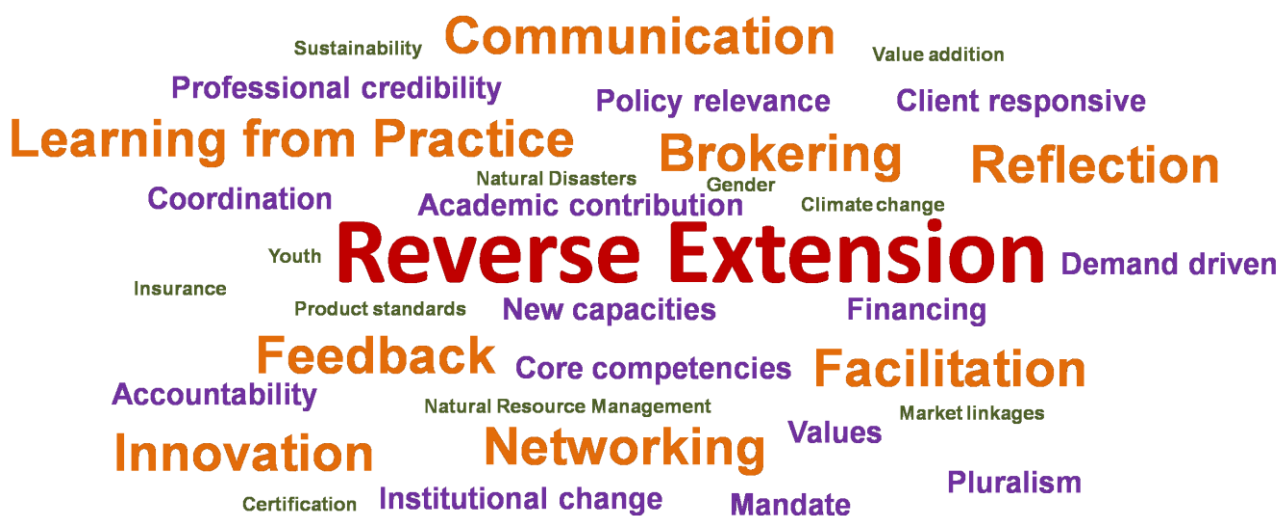 Communication
Sustainability
Value addition
Professional credibility
Policy relevance
Client responsive
Learning from Practice
Brokering
Reflection
Natural Disasters
Gender
Coordination
Academic contribution
Climate change
Youth
Reverse Extension
Demand driven
Insurance
Product standards
New capacities
Financing
Feedback
Core competencies
Facilitation
Accountability
Natural Resource Management
Market linkages
Innovation
Networking
Values
Pluralism
Certification
Institutional change
Mandate